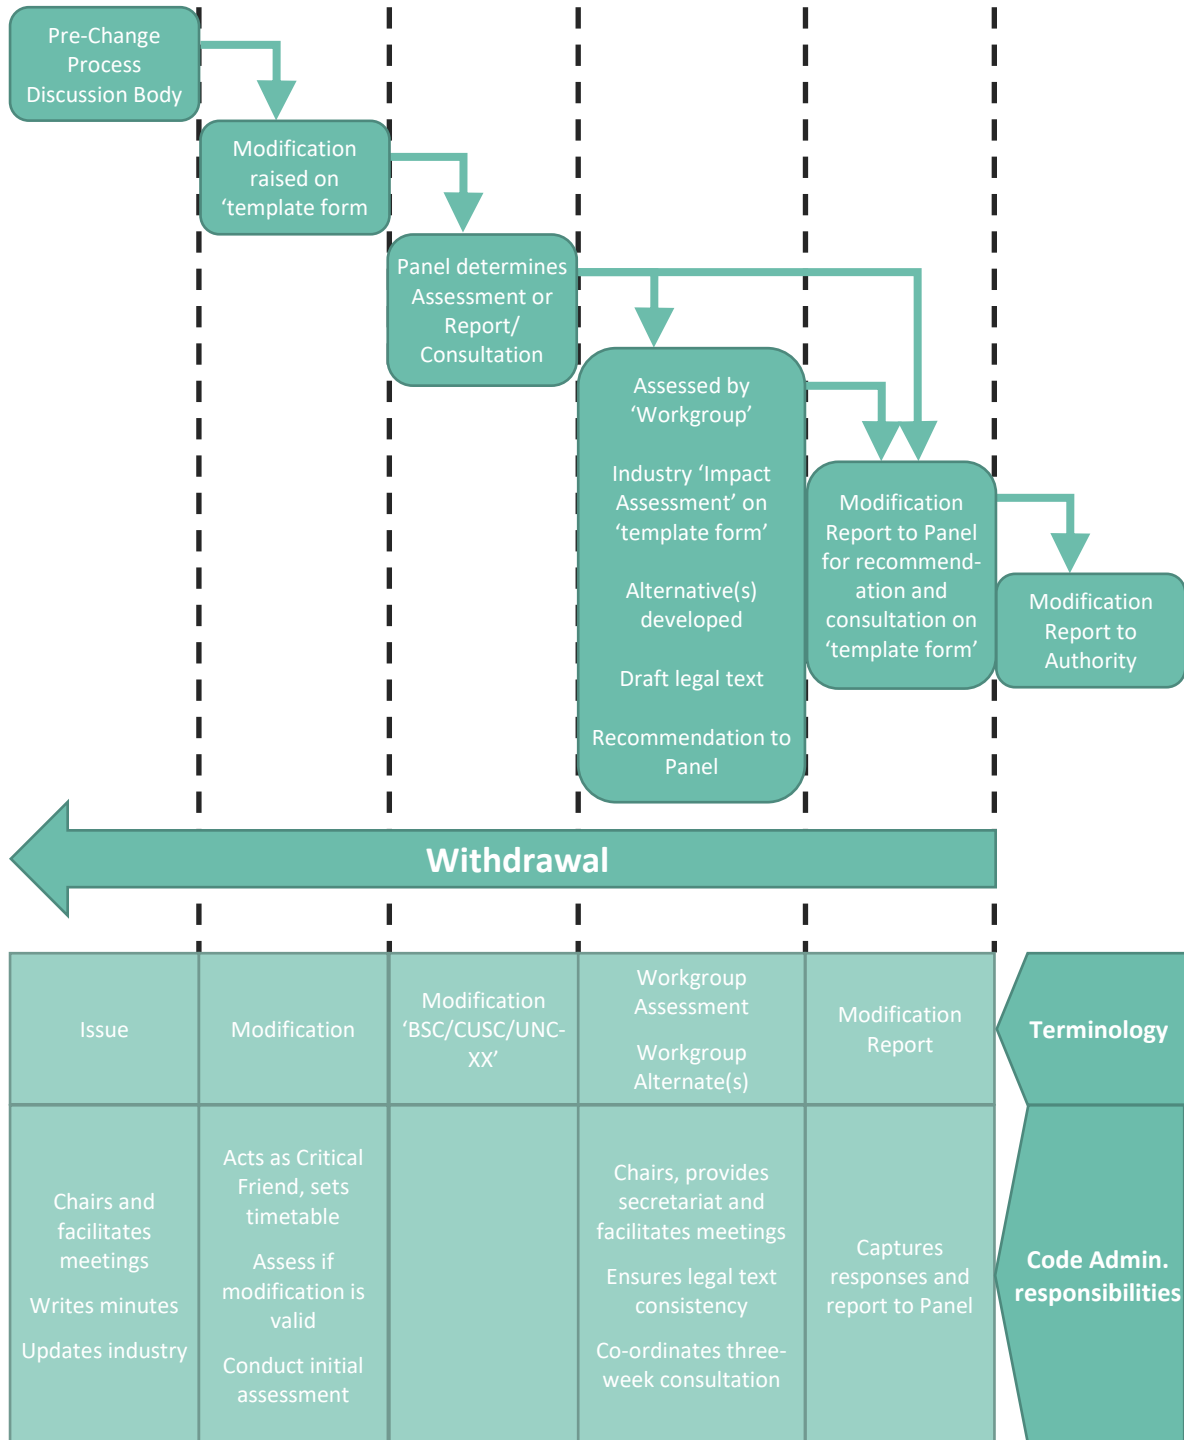 Pre-Change
Process
Discussion Body
Modification
raised on
‘template form
Panel determines
Assessment or
Report/
Consultation
Assessed by
‘Workgroup’
Industry ‘Impact
Assessment’ on
‘template form’
Alternative(s)
developed
Draft legal text
Recommendation to
Panel
Modification
Report to Panel
for recommend-
ation and
consultation on
‘template form’
Modification
Report to
Authority
Withdrawal
Issue
Modification
Modification
‘BSC/CUSC/UNC-
XX’
Workgroup
Assessment
Workgroup
Alternate(s)
Modification
Report
Terminology
Chairs and
facilitates
meetings
Writes minutes
Updates industry
Acts as Critical
Friend, sets
timetable
Assess if
modification is
valid
Conduct initial
assessment
Chairs, provides
secretariat and
facilitates meetings
Ensures legal text
consistency
Co-ordinates three-
week consultation
Captures
responses and
report to Panel
Code Admin.
responsibilities